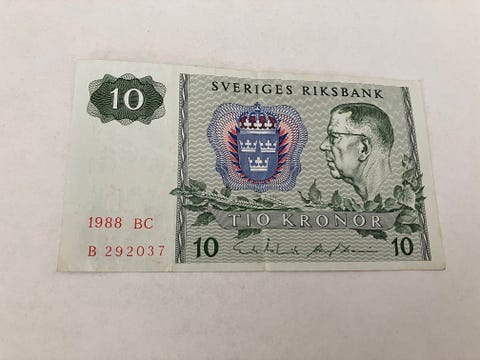 10
SVERIGES RIKSBANK
TIO KRONOR
1988 BC
B 292037
10
10